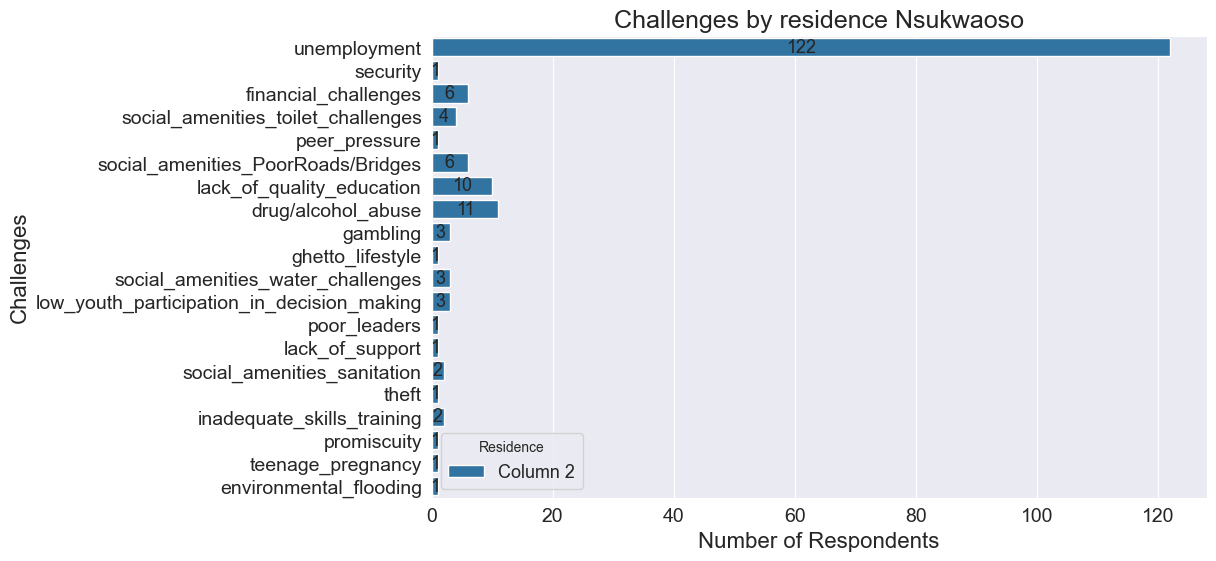 Challenges by residence Nsukwaoso
Challenges
unemployment 122
security 1
financial_challenges 6
social_amenities_toilet_challenges 4
peer_pressure 1
social_amenities_PoorRoads/Bridges 6
lack_of_quality_education 10
drug/alcohol_abuse 11
gambling 3
ghetto_lifestyle 1
social_amenities_water_challenges 3
low_youth_participation_in_decision_making 3
poor_leaders 1
lack_of_support 1
social_amenities_sanitation 2
theft 1
inadequate_skills_training 2
promiscuity 1
teenage_pregnancy 1
environmental_flooding 1
Residence
Column 2
0 20 40 60 80 100 120
Number of Respondents